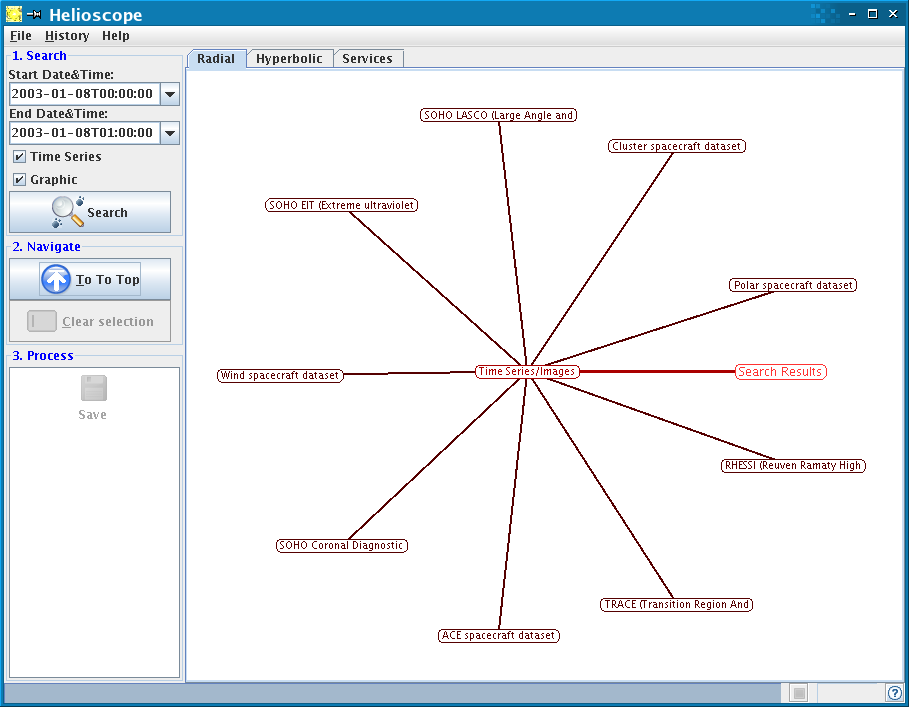 Helioscope
File History Help
1. Search
Start Date&Time:
2003-01-08T00:00:00
End Date&Time:
2003-01-08T01:00:00
Time Series
Graphic
Search
2. Navigate
To To Top
Clear selection
3. Process
Save
Radial Hyperbolic Services
SOHO LASCO (Large Angle and
Cluster spacecraft dataset
SOHO EIT (Extreme ultraviolet
Polar spacecraft dataset
Wind spacecraft dataset
Time Series/Images
Search Results
RHESSI (Reuven Ramaty High
SOHO Coronal Diagnostic
TRACE (Transition Region And
ACE spacecraft dataset
?